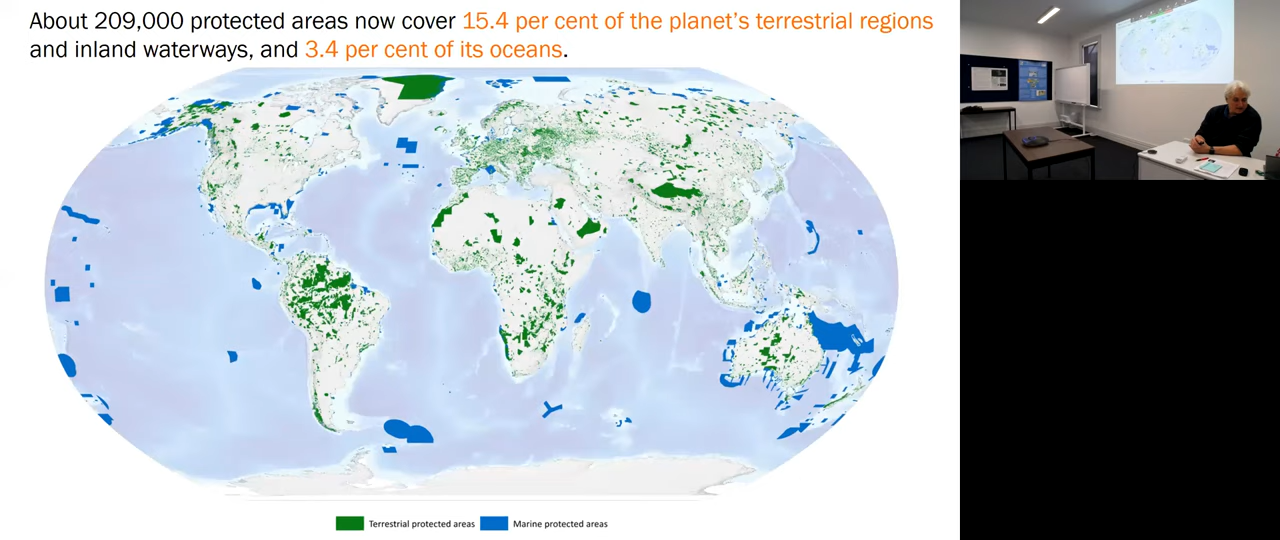 About 209,000 protected areas now cover 15.4 per cent of the planet’s terrestrial regions
and inland waterways, and 3.4 per cent of its oceans.
Terrestrial protected areas
Marine protected areas